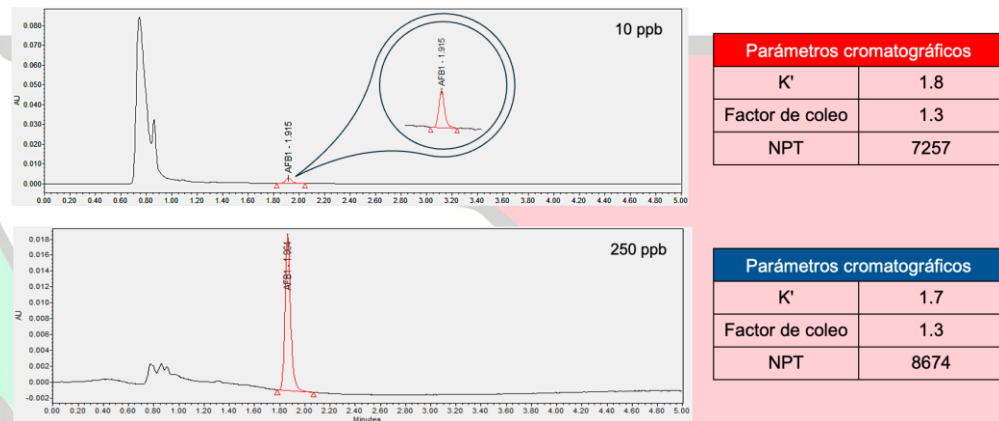 10 ppb
0.080
0.070
0.060
0.050
0.040
0.030
0.020
0.010
0.000
AU
AFB1 - 1.915
AFB1 - 1.915
0.00 0.20 0.40 0.60 0.80 1.00 1.20 1.40 1.60 1.80 2.00 2.20 2.40 2.60 2.80 3.00 3.20 3.40 3.60 3.80 4.00 4.20 4.40 4.60 4.80 5.00
Parámetros cromatográficos
K' 1.8
Factor de coleo 1.3
NPT 7257
250 ppb
0.018
0.016
0.014
0.012
0.010
0.008
0.006
0.004
0.002
0.000
-0.002
AU
AFB1
0.00 0.20 0.40 0.60 0.80 1.00 1.20 1.40 1.60 1.80 2.00 2.20 2.40 2.60 2.80 3.00 3.20 3.40 3.60 3.80 4.00 4.20 4.40 4.60 4.80 5.00
Minutes
Parámetros cromatográficos
K' 1.7
Factor de coleo 1.3
NPT 8674